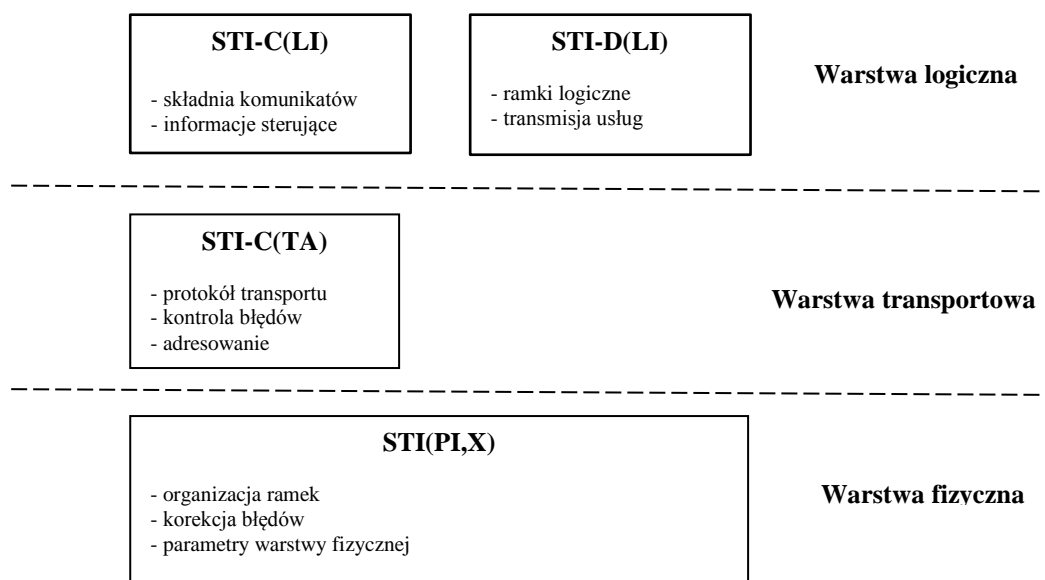 STI-C(LI)
- składnia komunikatów
- informacje sterujące
STI-D(LI)
- ramki logiczne
- transmisja usług
Warstwa logiczna
STI-C(TA)
- protokół transportu
- kontrola błędów
- adresowanie
Warstwa transportowa
STI(PI,X)
- organizacja ramek
- korekcja błędów
- parametry warstwy fizycznej
Warstwa fizyczna